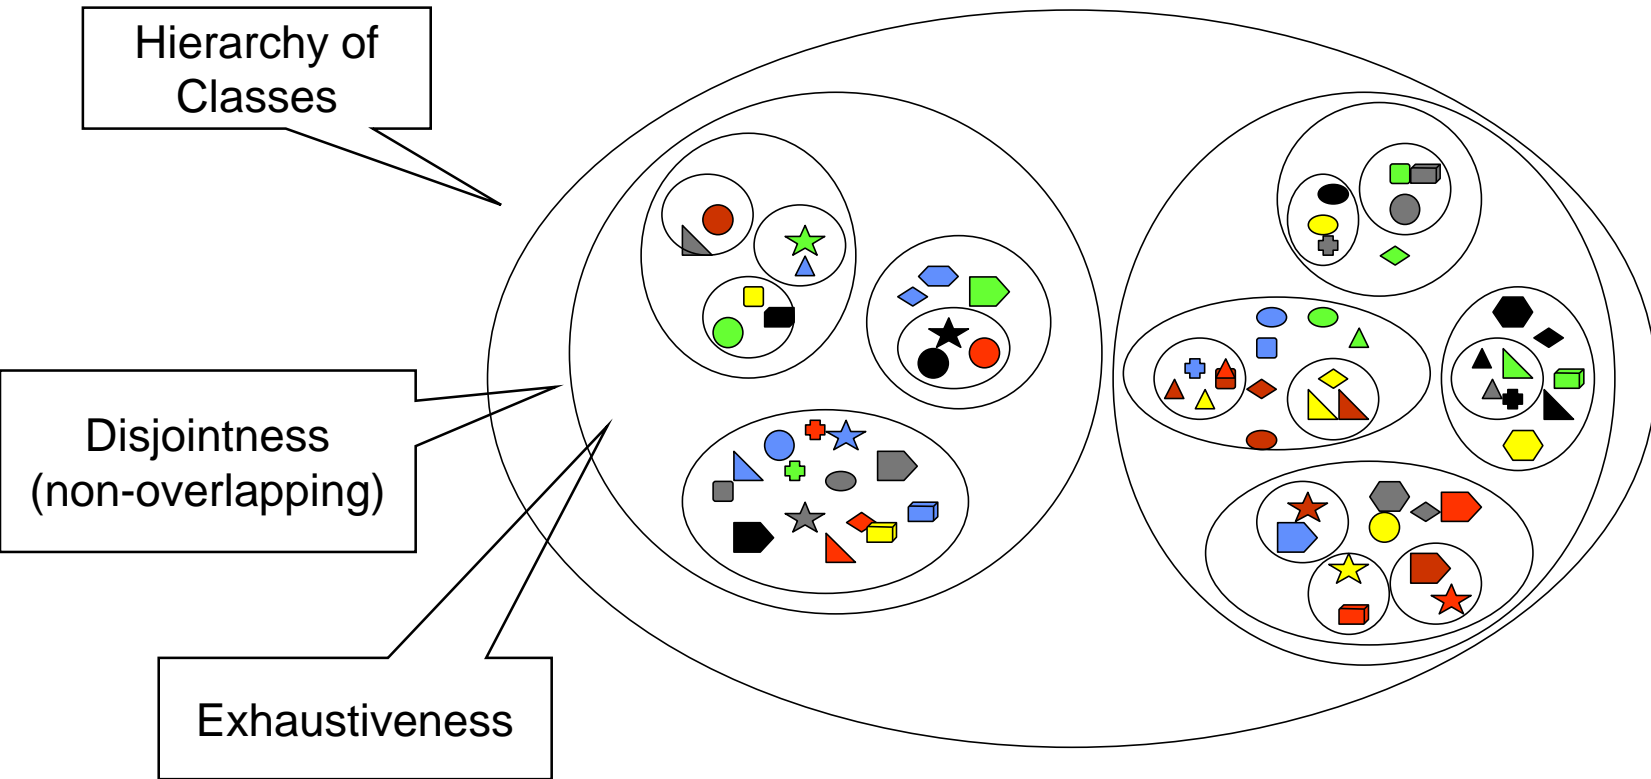 Hierarchy of
Classes
Disjointness
(non-overlapping)
Exhaustiveness